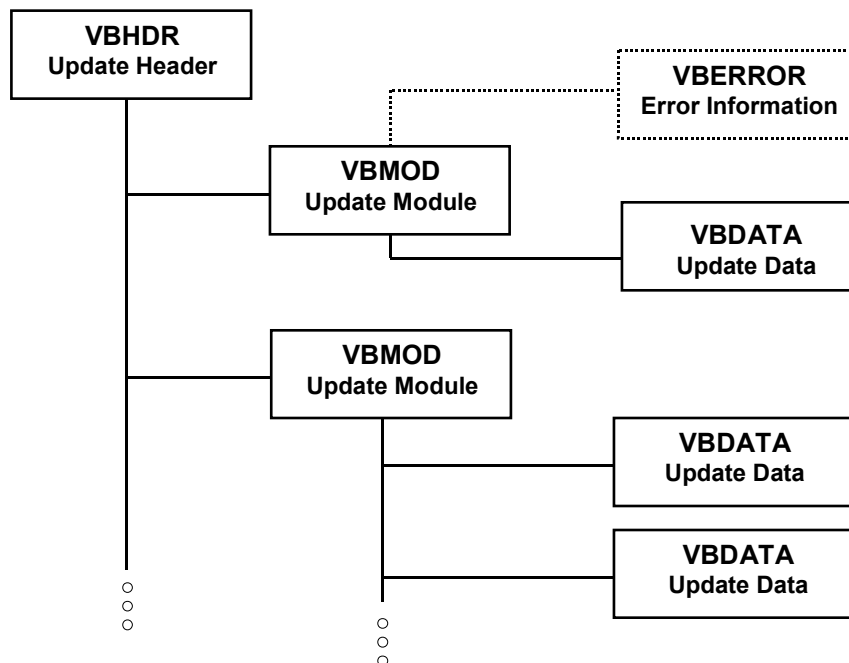 VBHDR
Update Header
VBERROR
Error Information
VBMOD
Update Module
VBDATA
Update Data
VBMOD
Update Module
VBDATA
Update Data
VBDATA
Update Data